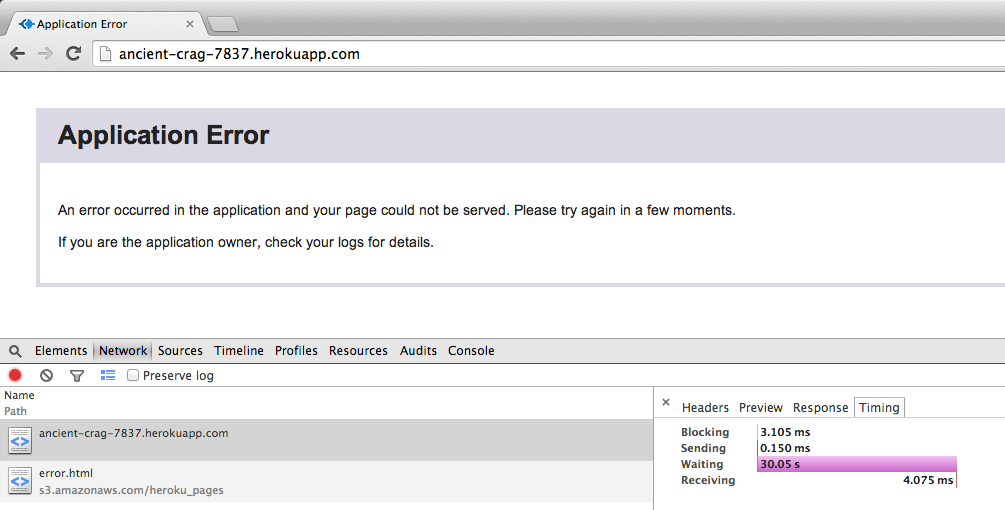 Application Error
ancient-crag-7837.herokuapp.com
Application Error
An error occurred in the application and your page could not be served. Please try again in a few moments.
If you are the application owner, check your logs for details.
Elements Network Sources Timeline Profiles Resources Audits Console
Preserve log
Name
Path
ancient-crag-7837.herokuapp.com
error.html
s3.amazonaws.com/heroku_pages
× Headers Preview Response Timing
Blocking 3.105 ms
Sending 0.150 ms
Waiting 30.05 s
Receiving 4.075 ms